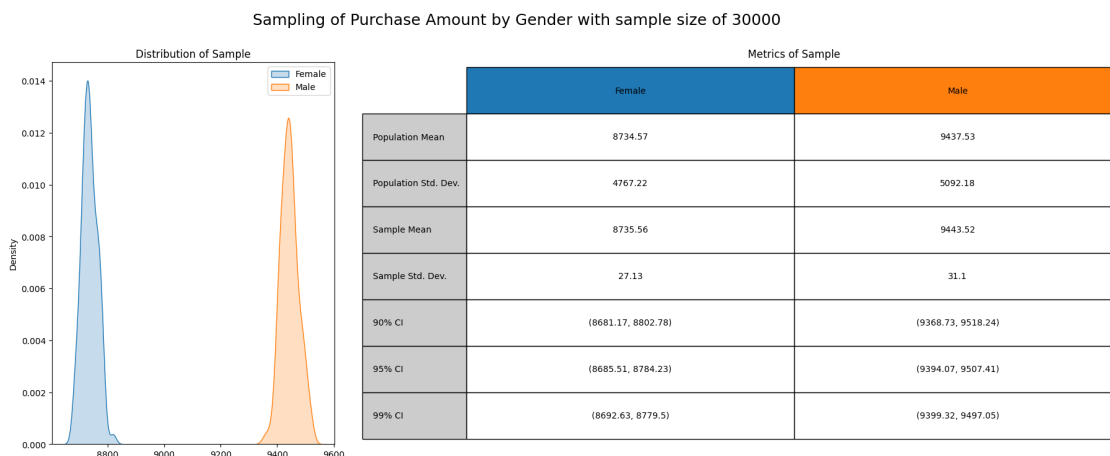 Sampling of Purchase Amount by Gender with sample size of 30000
Distribution of Sample
Female
Male
Density
0.014
0.012
0.010
0.008
0.006
0.004
0.002
0.000
8800 9000 9200 9400 9600
Metrics of Sample
Female Male
Population Mean 8734.57 9437.53
Population Std. Dev. 4767.22 5092.18
Sample Mean 8735.56 9443.52
Sample Std. Dev. 27.13 31.1
90% CI (8681.17, 8802.78) (9368.73, 9518.24)
95% CI (8685.51, 8784.23) (9394.07, 9507.41)
99% CI (8692.63, 8779.5) (9399.32, 9497.05)